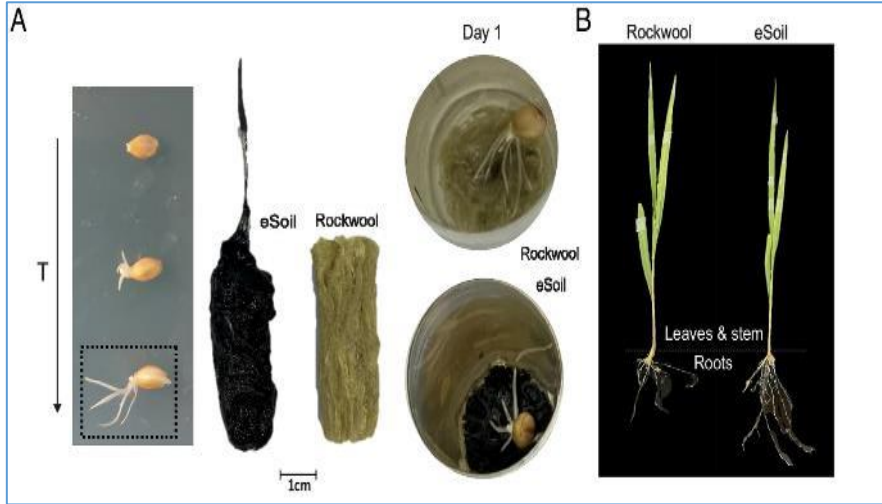 A
Day 1
B
Rockwool
eSoil
eSoil
Rockwool
T
Rockwool
eSoil
Leaves & stem
Roots
1cm